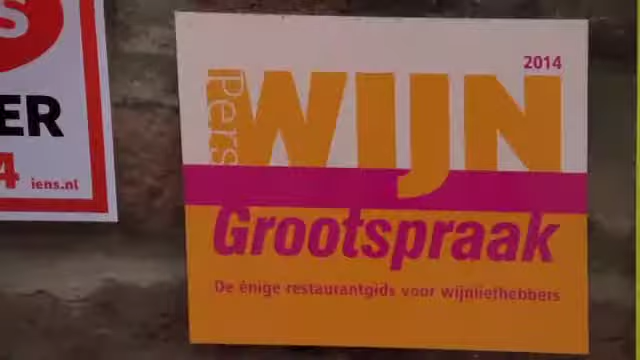 S
ER
4
iens.nl
2014
Pers
WIJN
Grootspraak
De énige restaurantgids voor wijnliefhebbers